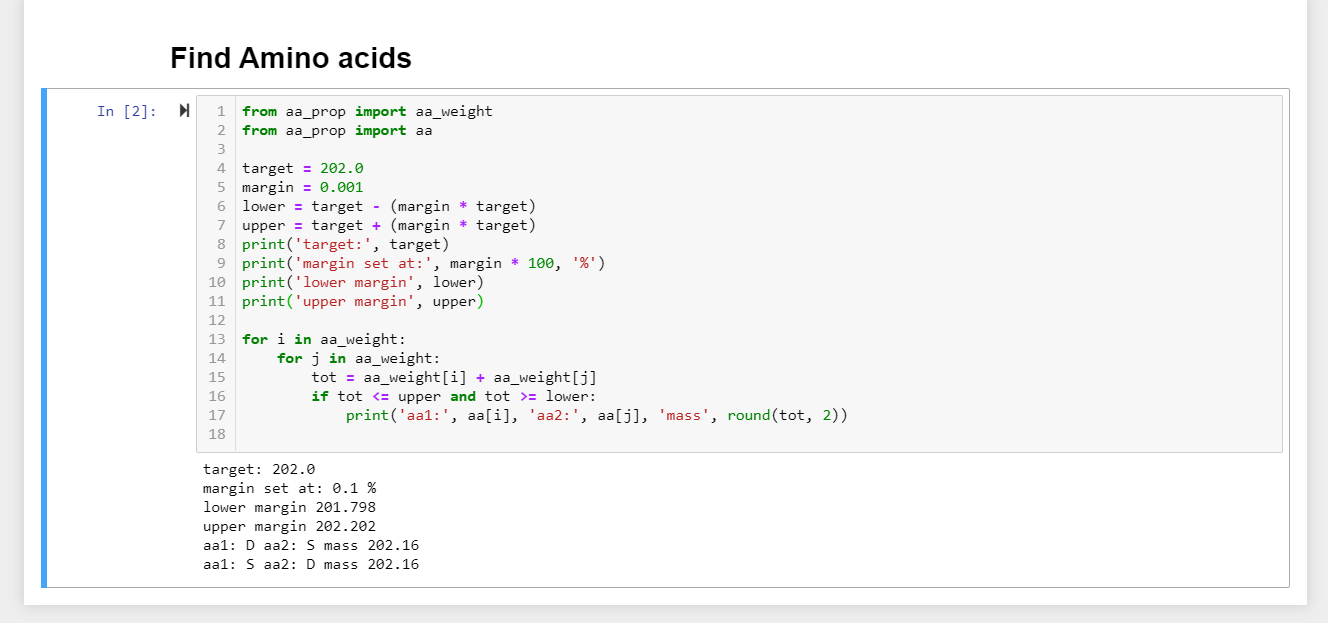 Find Amino acids
In [2]:
1 from aa_prop import aa_weight
2 from aa_prop import aa
3
4 target = 202.0
5 margin = 0.001
6 lower = target - (margin * target)
7 upper = target + (margin * target)
8 print('target:', target)
9 print('margin set at:', margin * 100, '%')
10 print('lower margin', lower)
11 print('upper margin', upper)
12
13 for i in aa_weight:
14     for j in aa_weight:
15         tot = aa_weight[i] + aa_weight[j]
16         if tot <= upper and tot >= lower:
17             print('aa1:', aa[i], 'aa2:', aa[j], 'mass', round(tot, 2))
18
target: 202.0
margin set at: 0.1 %
lower margin 201.798
upper margin 202.202
aa1: D aa2: S mass 202.16
aa1: S aa2: D mass 202.16